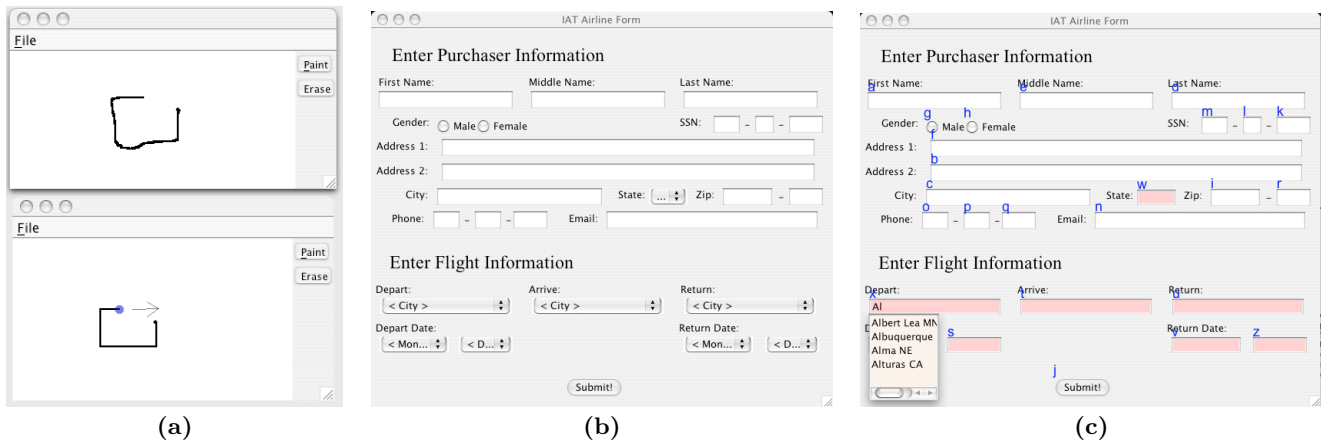 File
Paint
Erase
File
Paint
Erase
(a)
IAT Airline Form
Enter Purchaser Information
First Name: Middle Name: Last Name:
Gender: Male Female SSN: - -
Address 1:
Address 2:
City: State: ... Zip: -
Phone: - - Email:
Enter Flight Information
Depart: Arrive: Return:
< City > < City > < City >
Depart Date: Return Date:
< Mon... < D... < Mon... < D...
Submit!
(b)
IAT Airline Form
Enter Purchaser Information
First Name: Middle Name: Last Name:
a e d
g h m l k
Gender: Male Female SSN: - -
f
Address 1:
b
Address 2:
c w i r
City: State: Zip: -
o p q n
Phone: - - Email:
Enter Flight Information
Depart: Arrive: Return:
x t u
Al
Albert Lea MN
Albuquerque
Alma NE
Alturas CA
D s Return Date:
y z
j
Submit!
(c)